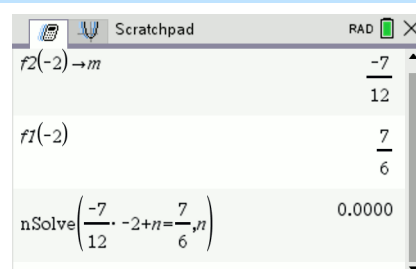 Scratchpad RAD
f2(-2)→m -7/12
f1(-2) 7/6
nSolve(-7/12· -2+n=7/6,n) 0.0000